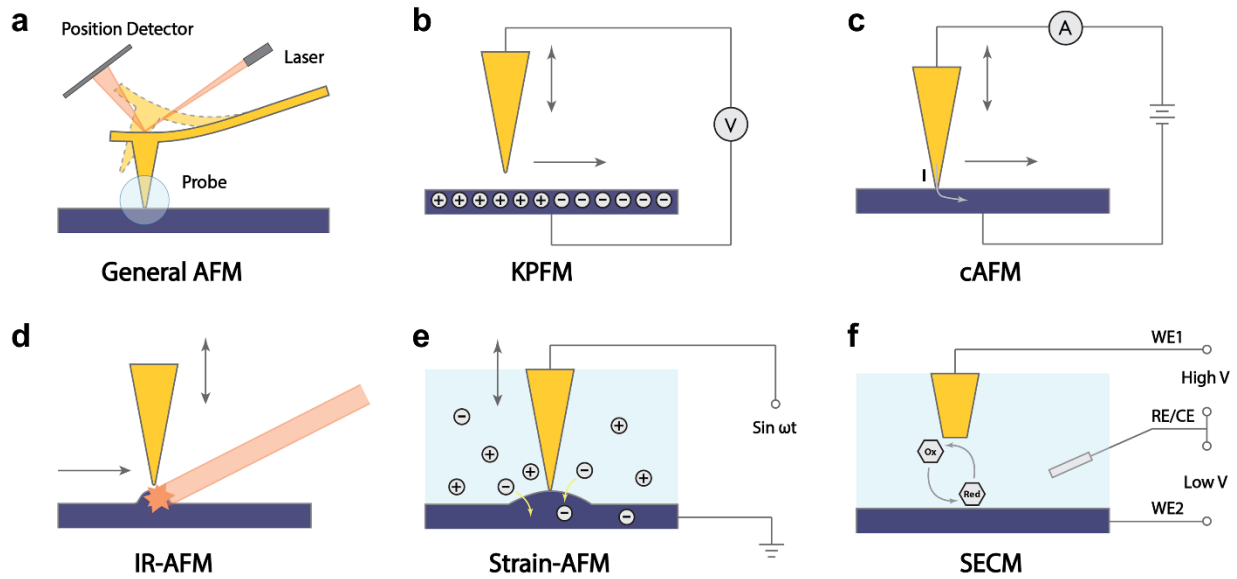 a
Position Detector
Laser
Probe
General AFM
b
V
+ + + + + + − − − − −
KPFM
c
A
I
cAFM
d
IR-AFM
e
− + + + − − + +
− −
Sin ωt
Strain-AFM
f
WE1
High V
RE/CE
Ox
Red
Low V
WE2
SECM